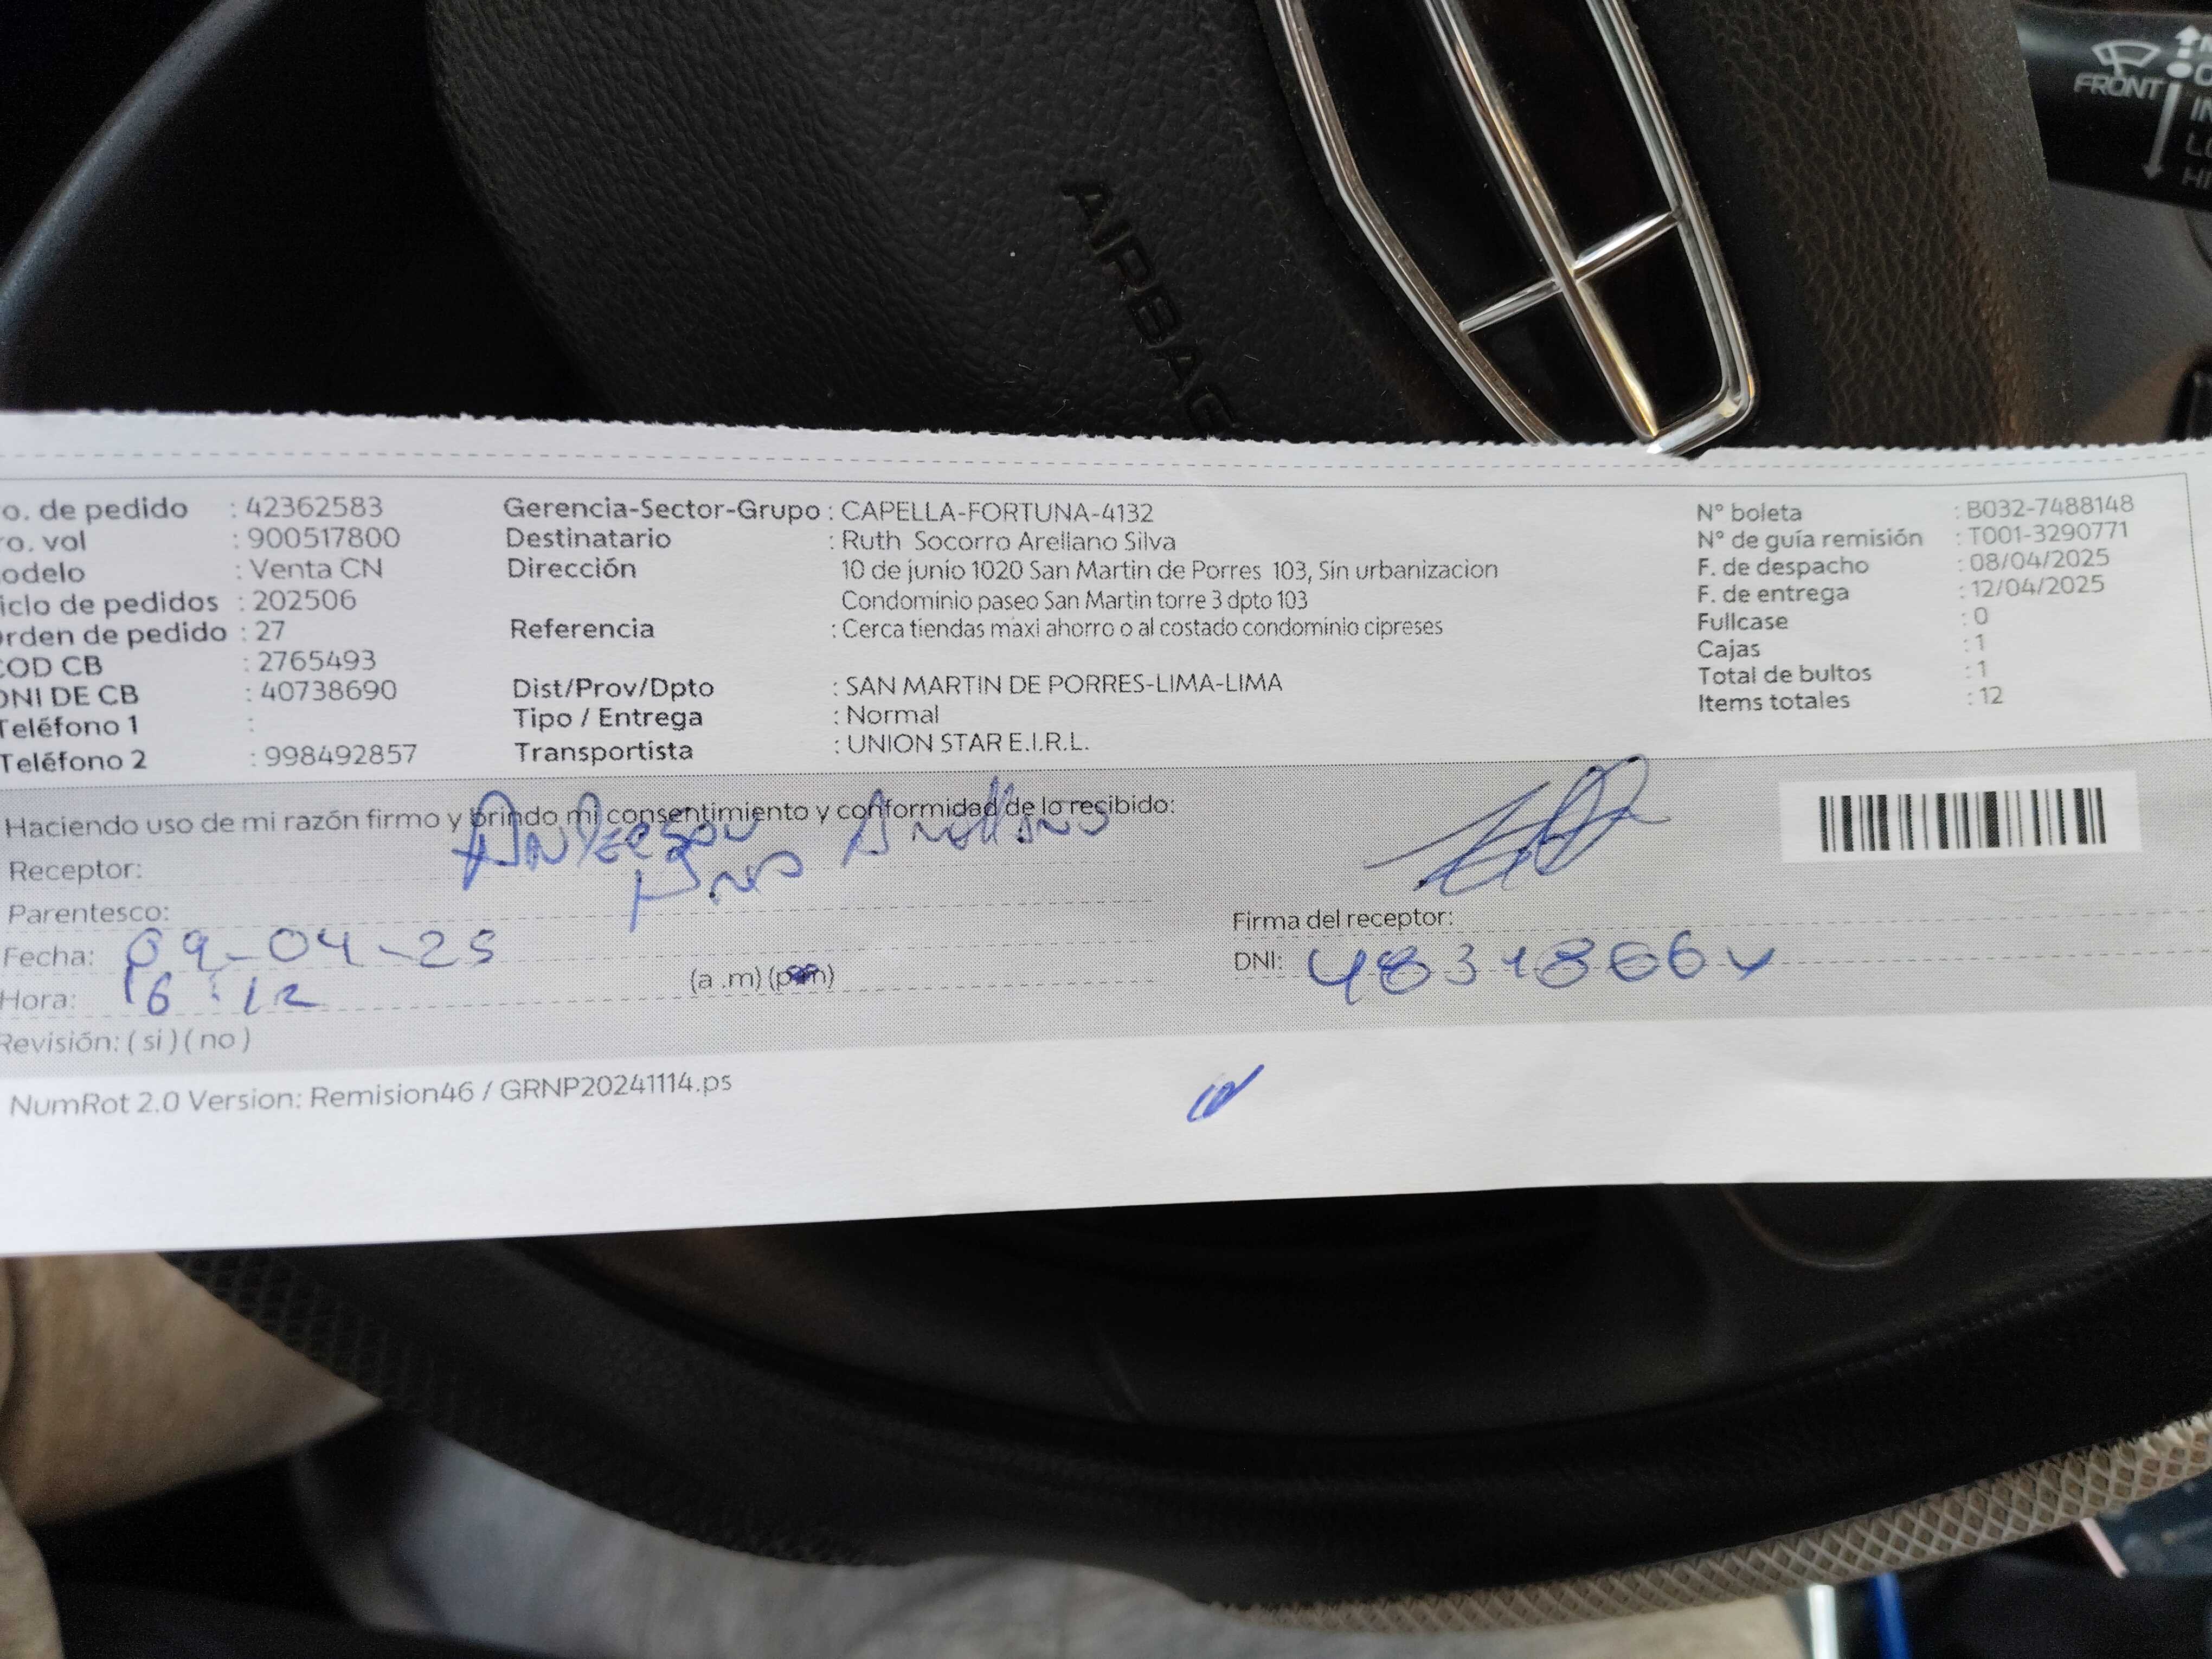 FRONT
AIRBAG
o. de pedido : 42362583
ro. vol : 900517800
odelo : Venta CN
iclo de pedidos : 202506
rden de pedido : 27
COD CB : 2765493
DNI DE CB : 40738690
Teléfono 1 :
Teléfono 2 : 998492857
Gerencia-Sector-Grupo : CAPELLA-FORTUNA-4132
Destinatario : Ruth Socorro Arellano Silva
Dirección 10 de junio 1020 San Martin de Porres 103, Sin urbanizacion
Condominio paseo San Martin torre 3 dpto 103
Referencia : Cerca tiendas maxi ahorro o al costado condominio cipreses
Dist/Prov/Dpto : SAN MARTIN DE PORRES-LIMA-LIMA
Tipo / Entrega : Normal
Transportista : UNION STAR E.I.R.L.
N° boleta : B032-7488148
N° de guía remisión : T001-3290771
F. de despacho : 08/04/2025
F. de entrega : 12/04/2025
Fullcase : 0
Cajas : 1
Total de bultos : 1
Items totales : 12
Haciendo uso de mi razón firmo y brindo mi consentimiento y conformidad de lo recibido:
Receptor: Anderson Arellano
Parentesco:
Fecha: 09-04-25
Hora: 16:12 (a .m) (p.m)
Revisión: ( si ) ( no )
Firma del receptor:
DNI:
NumRot 2.0 Version: Remision46 / GRNP20241114.ps